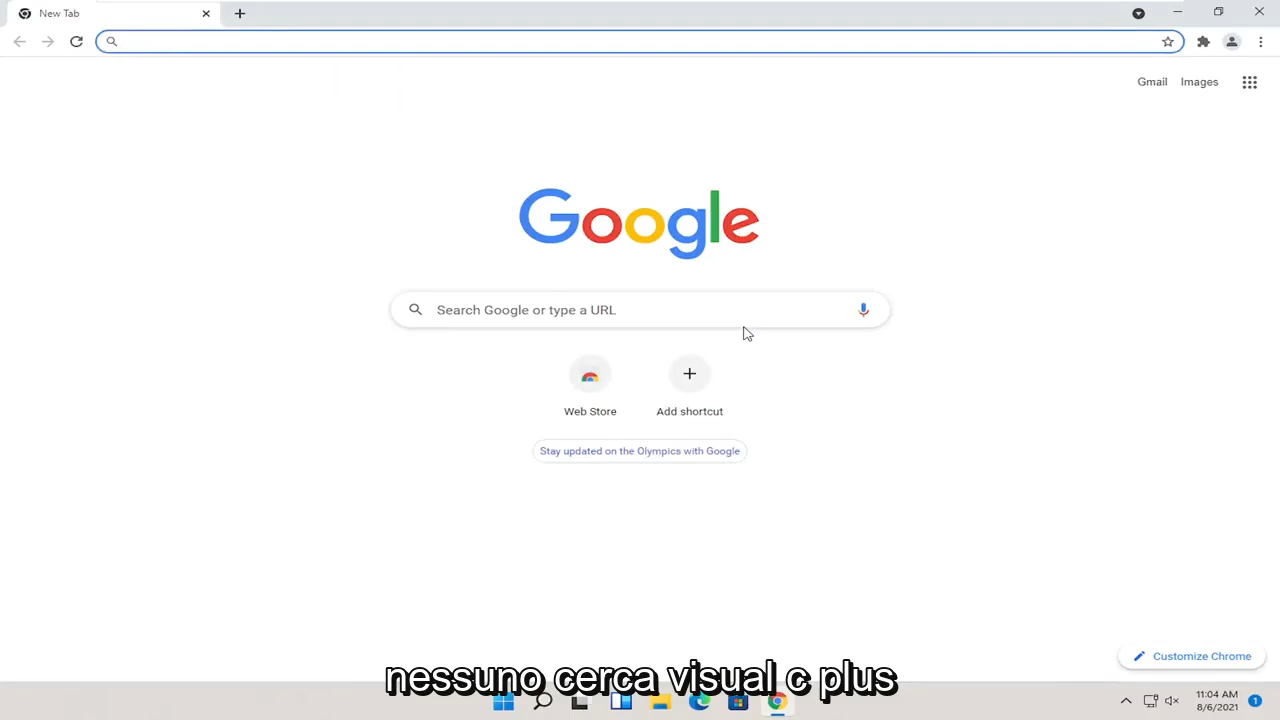 New Tab
Gmail Images
Google
Search Google or type a URL
Web Store Add shortcut
Stay updated on the Olympics with Google
Customize Chrome
nessuno cerca visual c plus
11:04 AM
8/6/2021
1